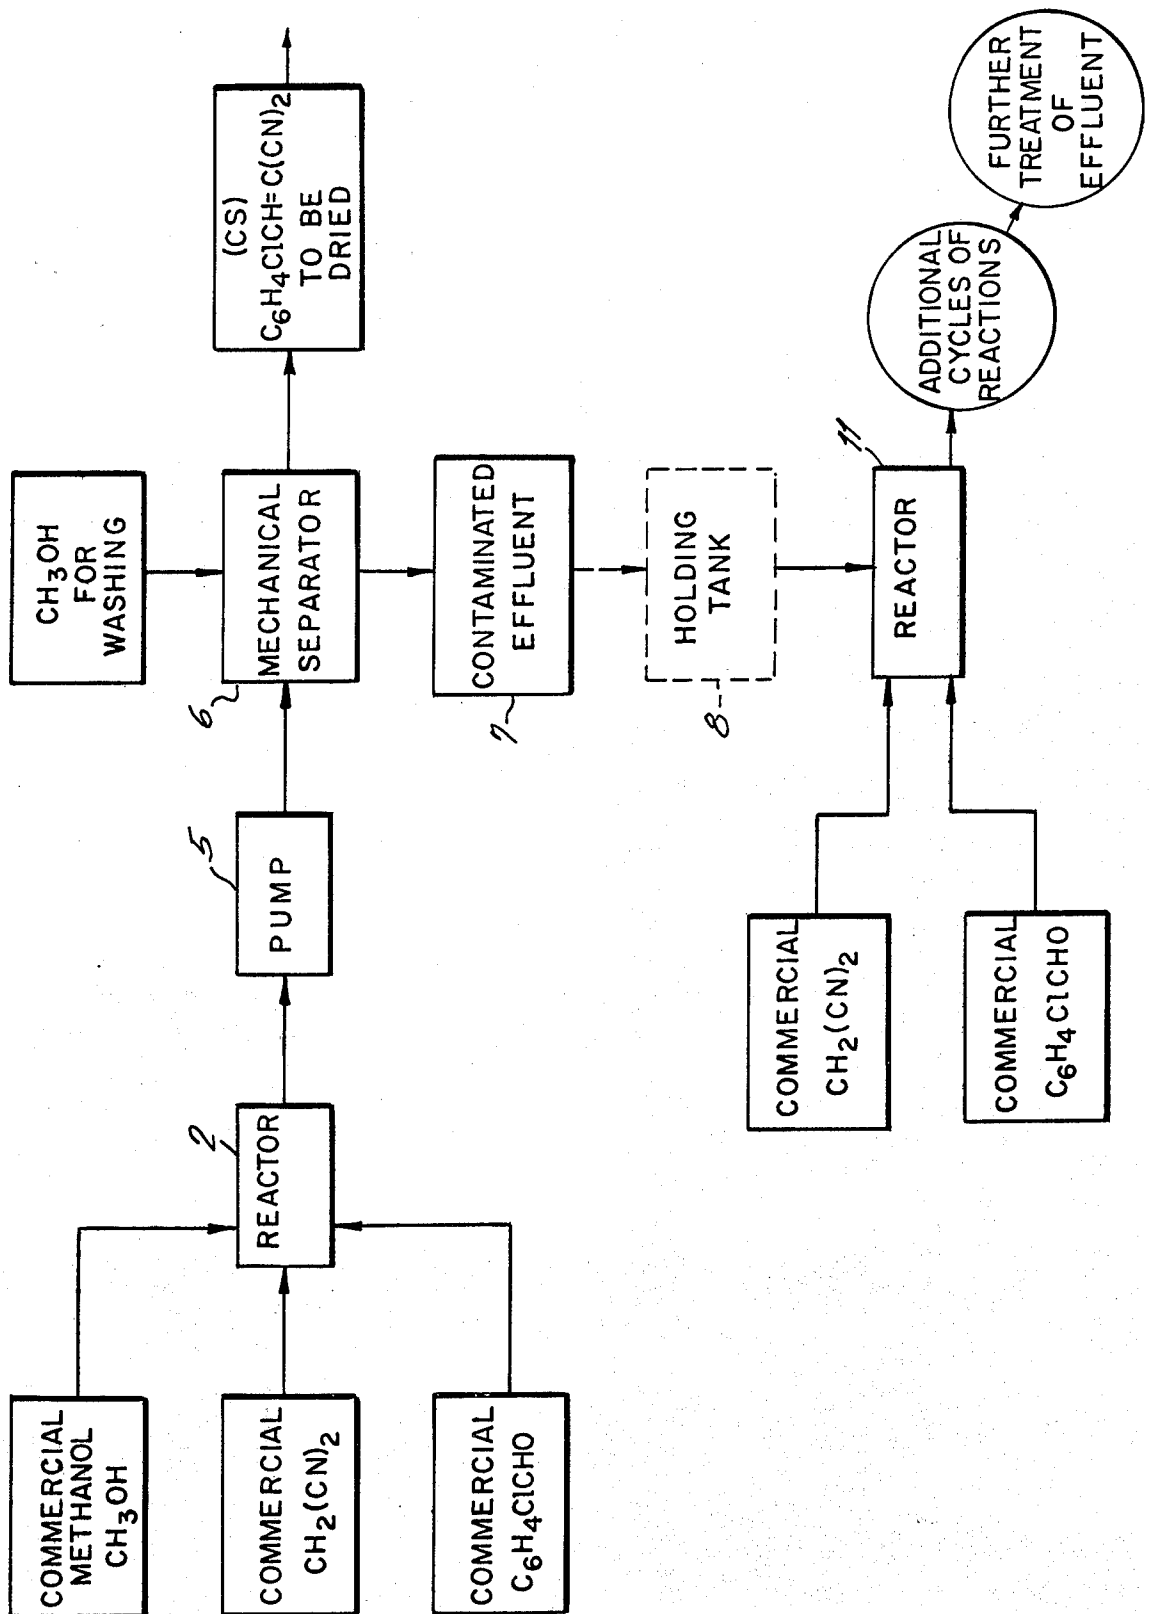 COMMERCIAL
METHANOL
CH₃OH
COMMERCIAL
CH₂(CN)₂
COMMERCIAL
C₆H₄ClCHO
2
REACTOR
5
PUMP
CH₃OH
FOR
WASHING
6
MECHANICAL
SEPARATOR
(CS)
C₆H₄ClCH=C(CN)₂
TO BE
DRIED
7
CONTAMINATED
EFFLUENT
8
HOLDING
TANK
COMMERCIAL
CH₂(CN)₂
COMMERCIAL
C₆H₄ClCHO
11
REACTOR
ADDITIONAL
CYCLES OF
REACTIONS
FURTHER
TREATMENT
OF
EFFLUENT